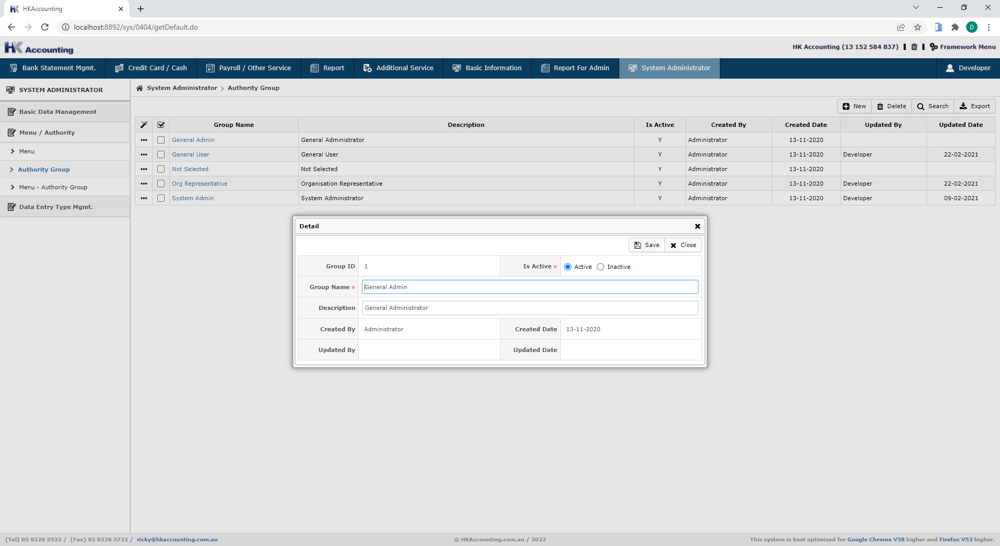 HKAccounting
localhost:8892/sys/0404/getDefault.do
D
HK Accounting
HK Accounting (13 152 584 837)
Framework Menu
Bank Statement Mgmt.
Credit Card / Cash
Payroll / Other Service
Report
Additional Service
Basic Information
Report For Admin
System Administrator
Developer
SYSTEM ADMINISTRATOR
Basic Data Management
Menu / Authority
Menu
Authority Group
Menu - Authority Group
Data Entry Type Mgmt.
System Administrator > Authority Group
New
Delete
Search
Export
Group Name Description Is Active Created By Created Date Updated By Updated Date
General Admin General Administrator Y Administrator 13-11-2020
General User General User Y Administrator 13-11-2020 Developer 22-02-2021
Not Selected Not Selected Y Administrator 13-11-2020
Org Representative Organisation Representative Y Administrator 13-11-2020 Developer 22-02-2021
System Admin System Administrator Y Administrator 13-11-2020 Developer 09-02-2021
Detail
Save
Close
Group ID 1 Is Active * Active Inactive
Group Name * General Admin
Description General Administrator
Created By Administrator Created Date 13-11-2020
Updated By Updated Date
(Tel) 03 9326 3533 / (Fax) 03 9326 3722 / ricky@hkaccounting.com.au
© HKAccounting.com.au / 2022
This system is best optimised for Google Chrome V58 higher and Firefox V53 higher.